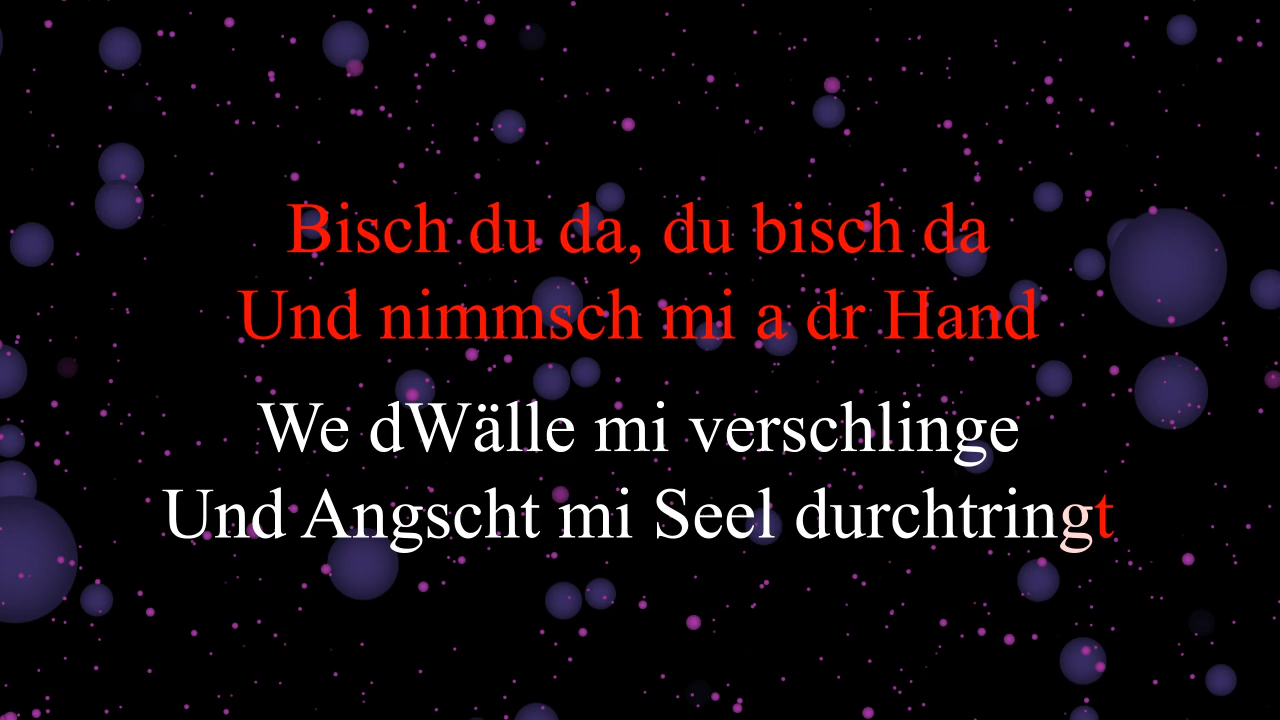 Bisch du da, du bisch da
Und nimmsch mi a dr Hand
We dWälle mi verschlinge
Und Angscht mi Seel durchtringt